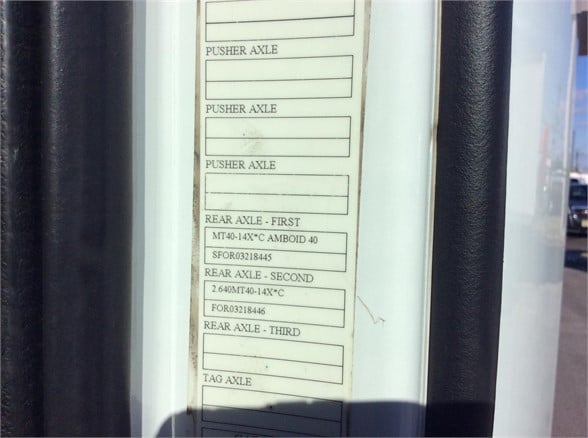 PUSHER AXLE
PUSHER AXLE
PUSHER AXLE
REAR AXLE - FIRST
MT40-14X*C AMBOID 40
SFOR03218445
REAR AXLE - SECOND
2.640MT40-14X*C
FOR03218446
REAR AXLE - THIRD
TAG AXLE